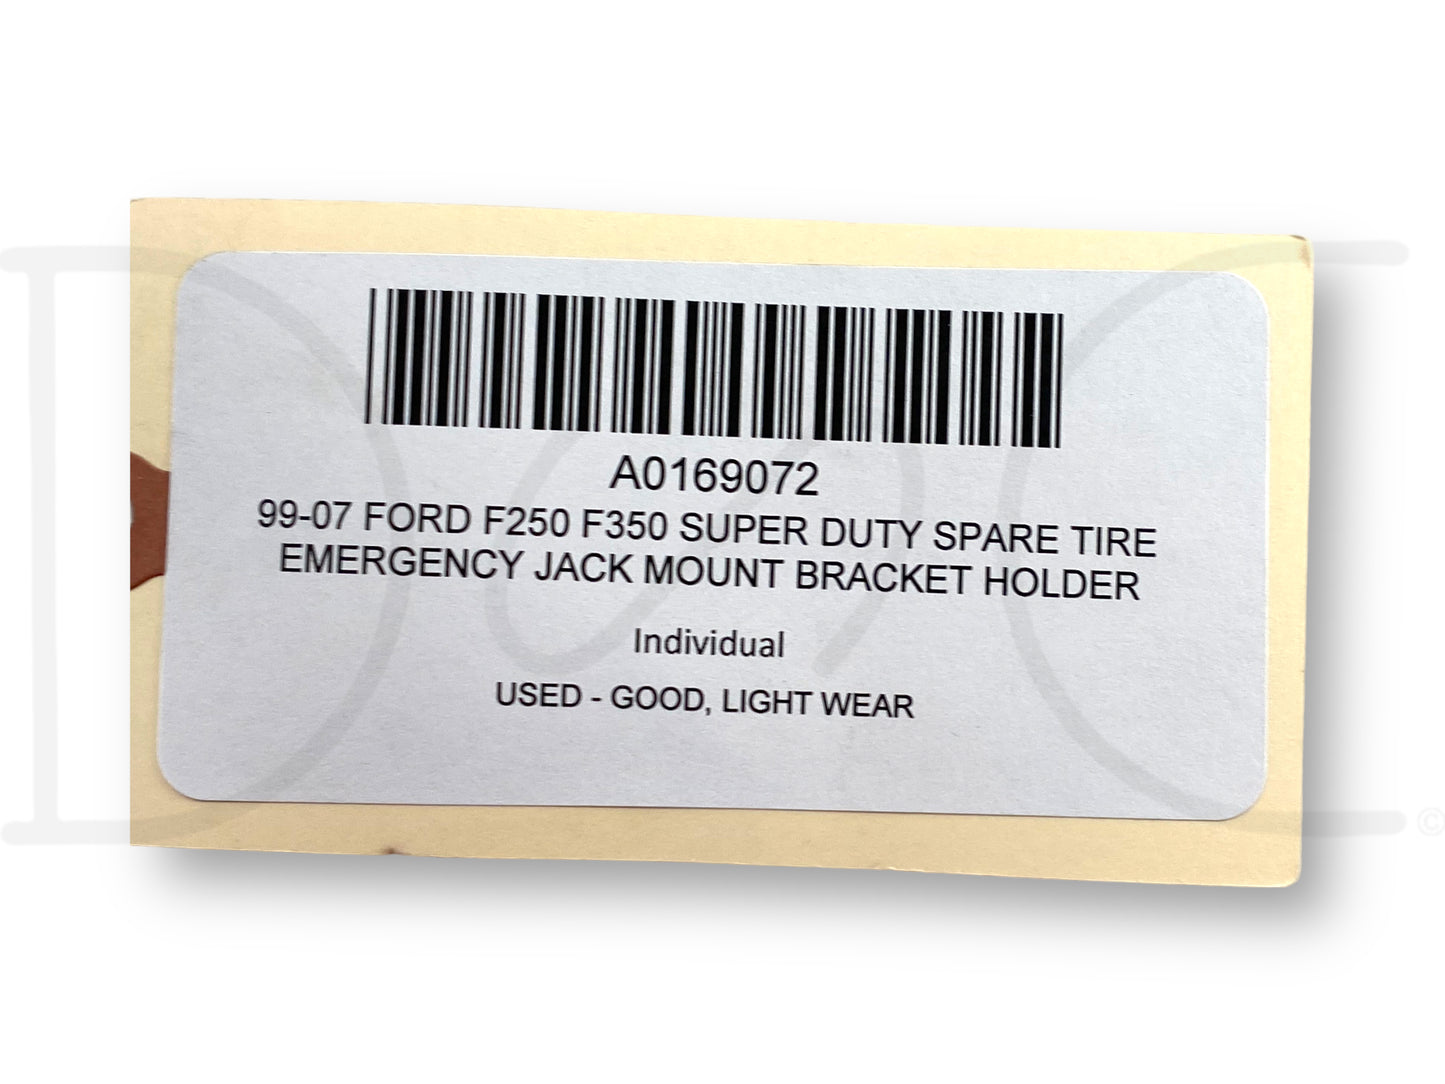 A0169072
99-07 FORD F250 F350 SUPER DUTY SPARE TIRE
EMERGENCY JACK MOUNT BRACKET HOLDER
Individual
USED - GOOD, LIGHT WEAR
©